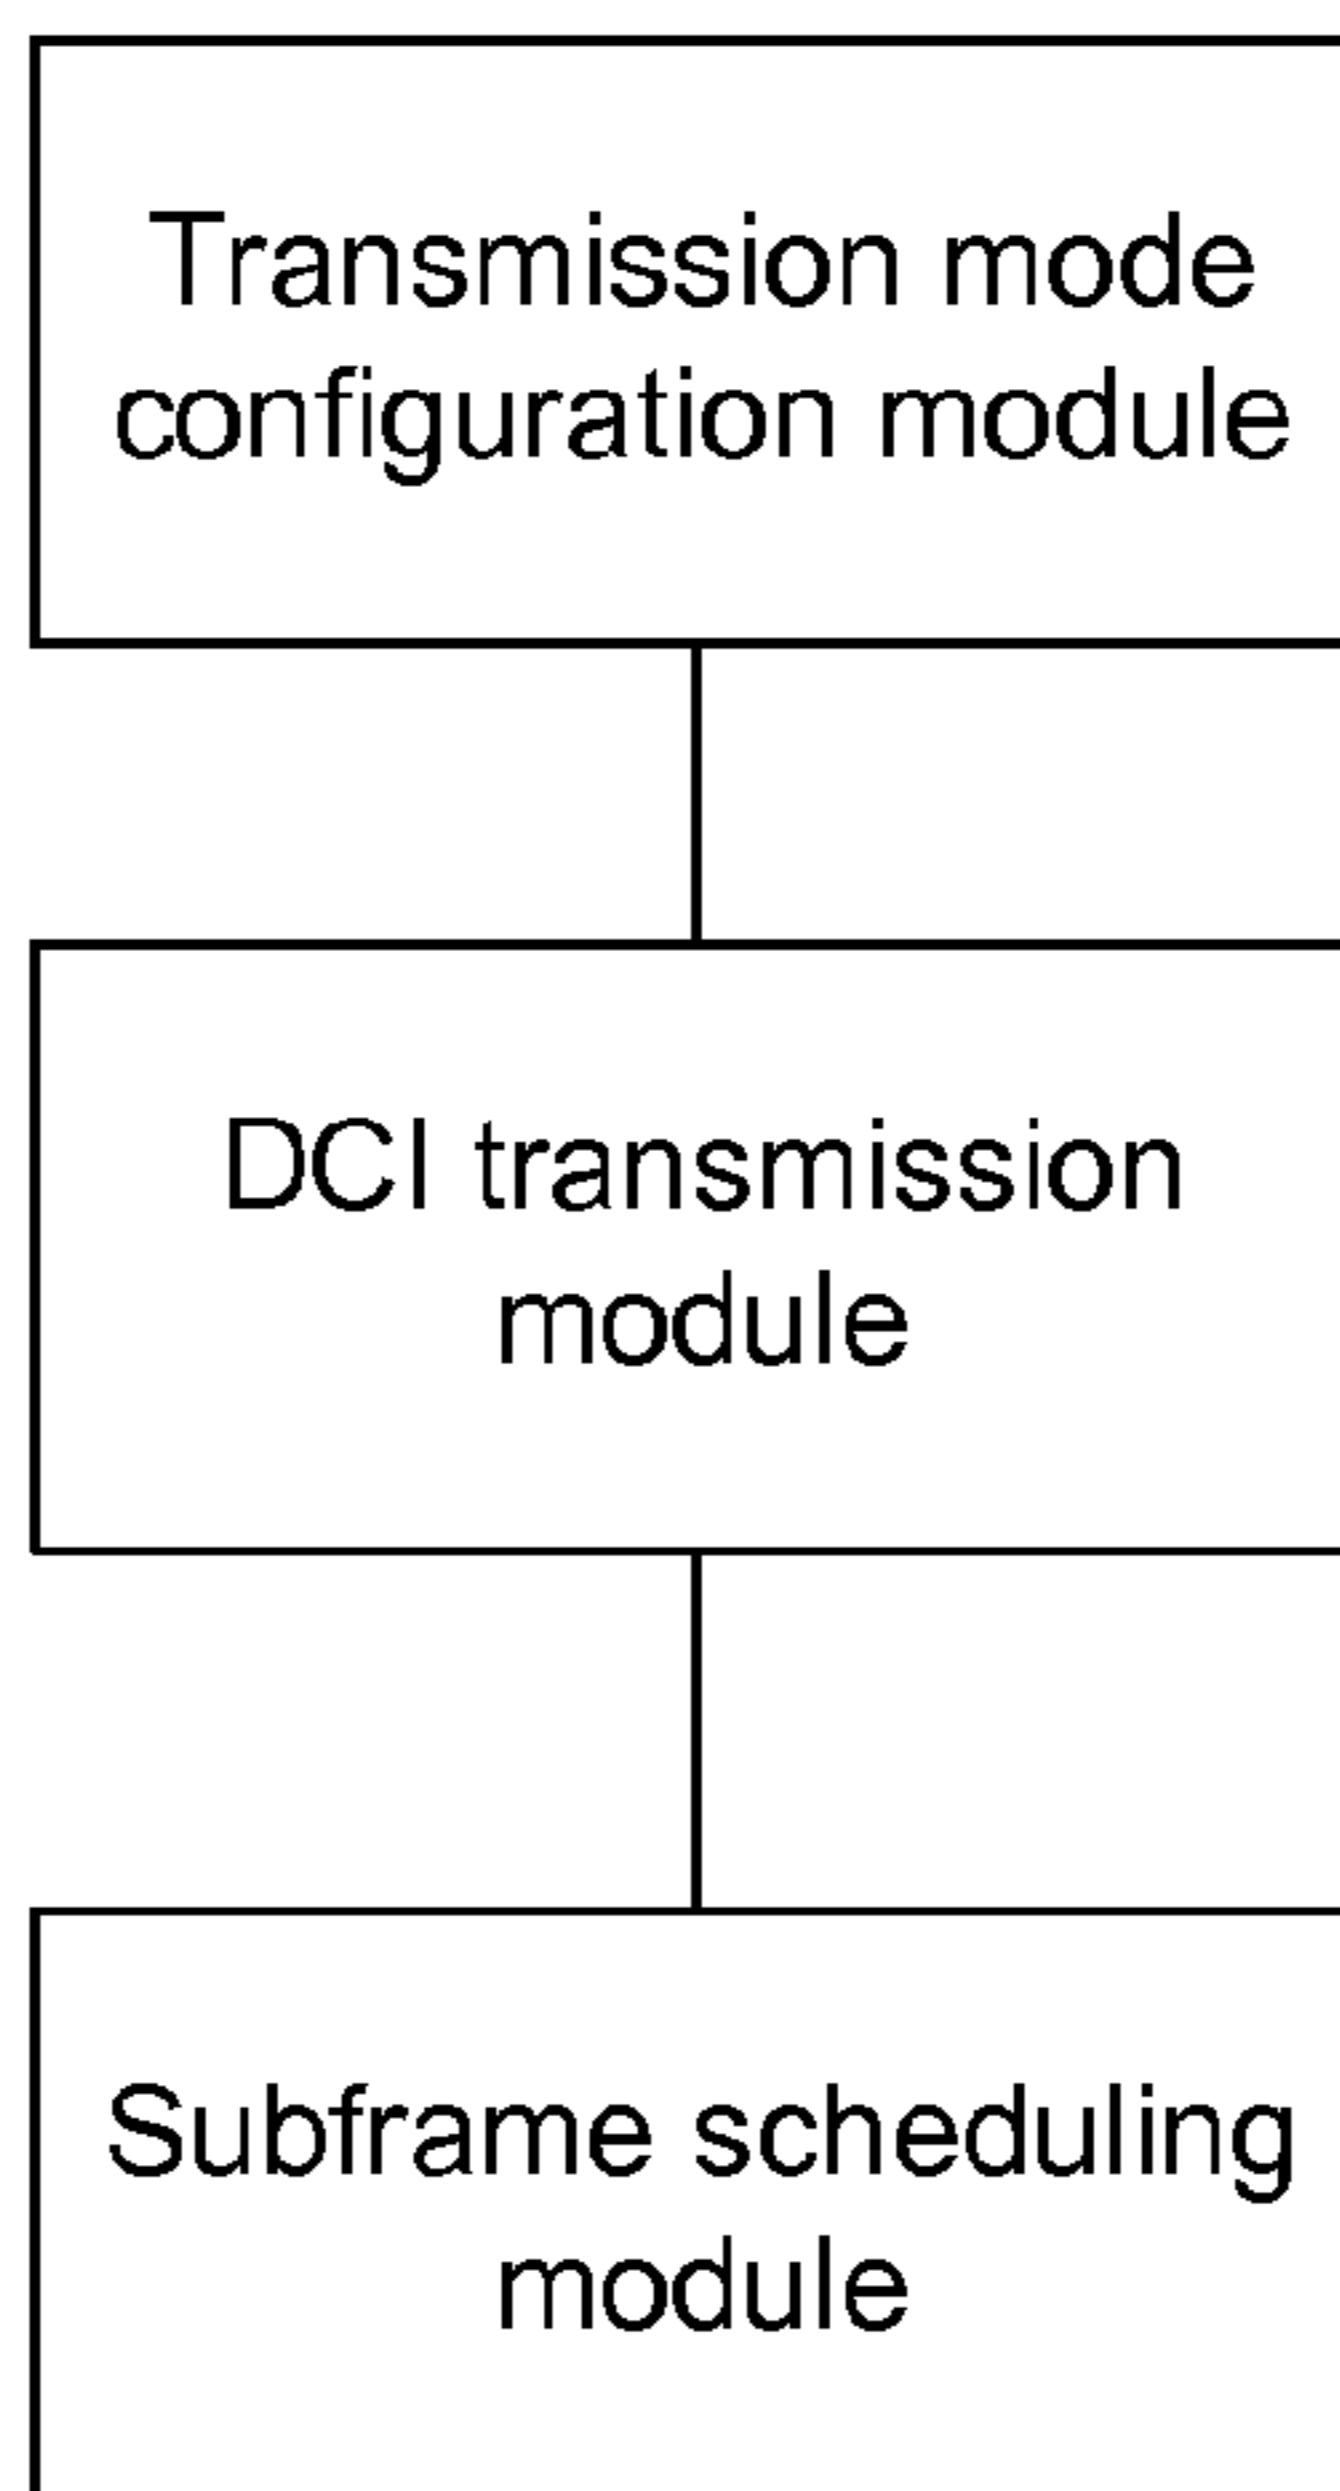 Transmission mode
configuration module
DCI transmission
module
Subframe scheduling
module